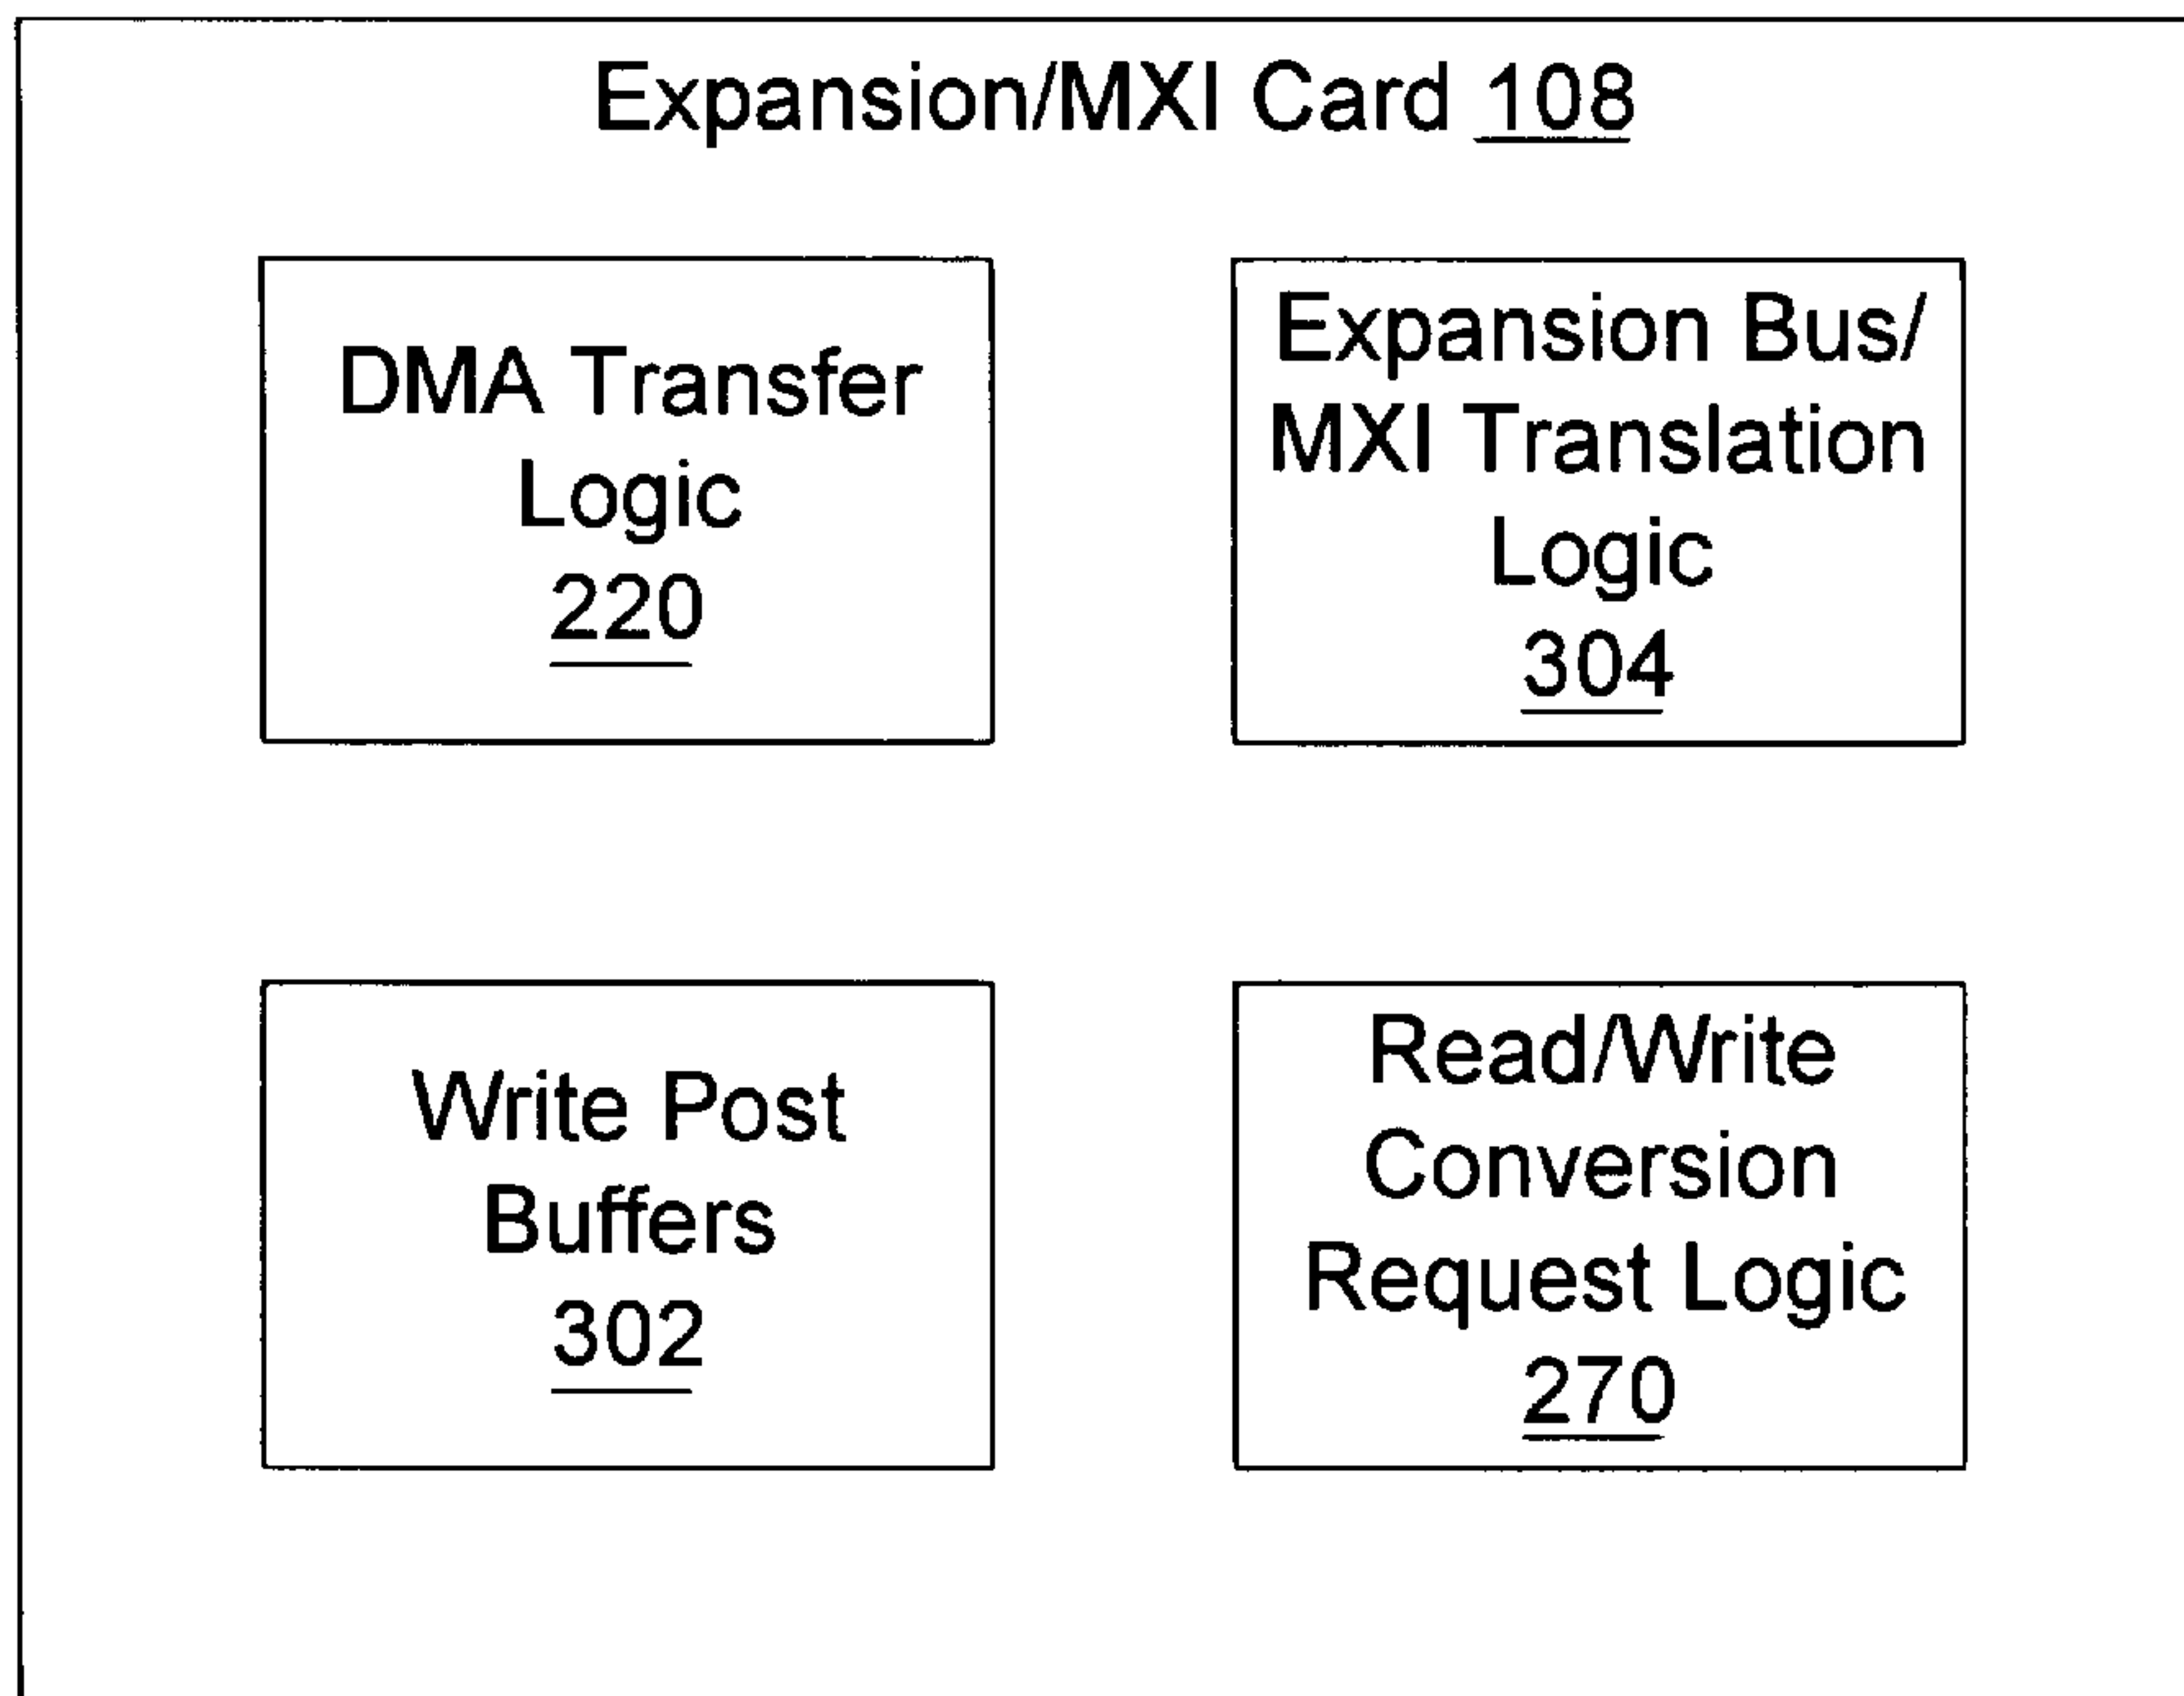 Expansion/MXI Card 108
DMA Transfer
Logic
220
Expansion Bus/
MXI Translation
Logic
304
Write Post
Buffers
302
Read/Write
Conversion
Request Logic
270